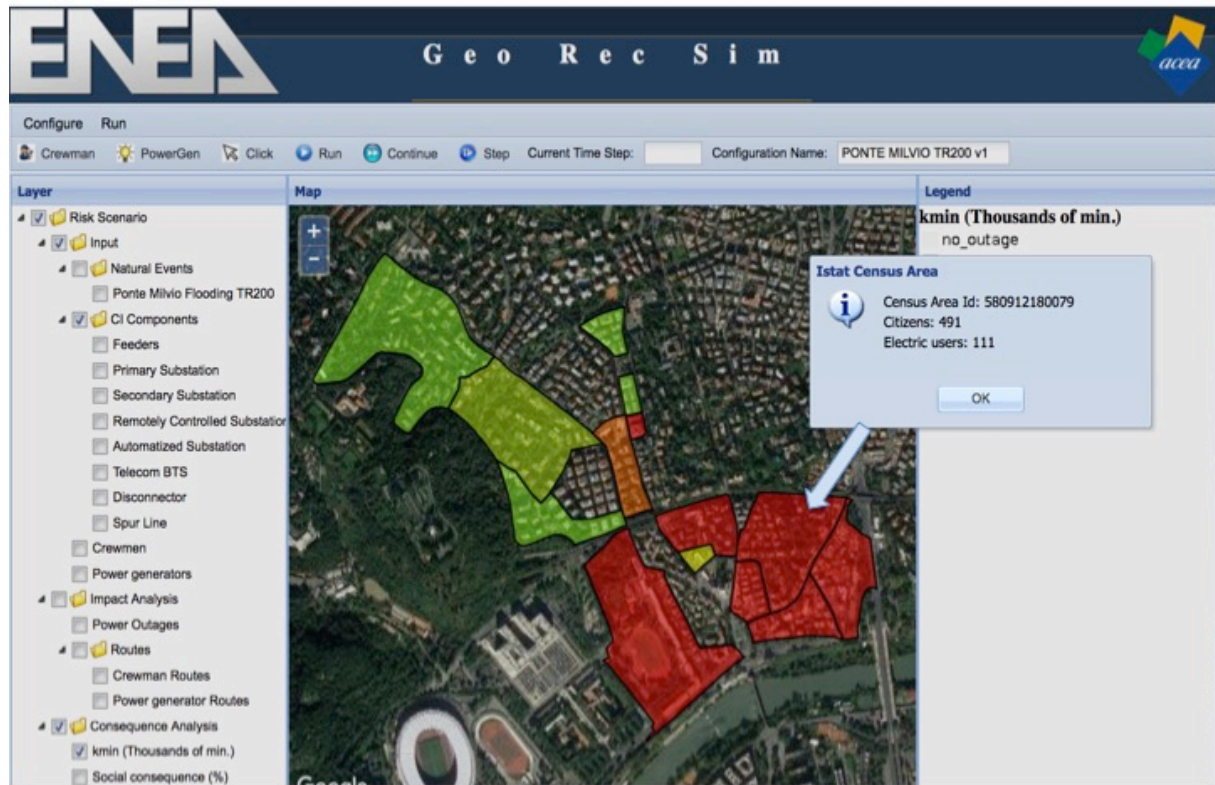 ENEA
Geo Rec Sim
acea
Configure Run
Crewman PowerGen Click Run Continue Step Current Time Step: Configuration Name: PONTE MILVIO TR200 v1
Layer
Risk Scenario
Input
Natural Events
Ponte Milvio Flooding TR200
CI Components
Feeders
Primary Substation
Secondary Substation
Remotely Controlled Substation
Automatized Substation
Telecom BTS
Disconnector
Spur Line
Crewmen
Power generators
Impact Analysis
Power Outages
Routes
Crewman Routes
Power generator Routes
Consequence Analysis
kmin (Thousands of min.)
Social consequence (%)
Map
+
-
Google
Legend
kmin (Thousands of min.)
no_outage
Istat Census Area
Census Area Id: 580912180079
Citizens: 491
Electric users: 111
OK